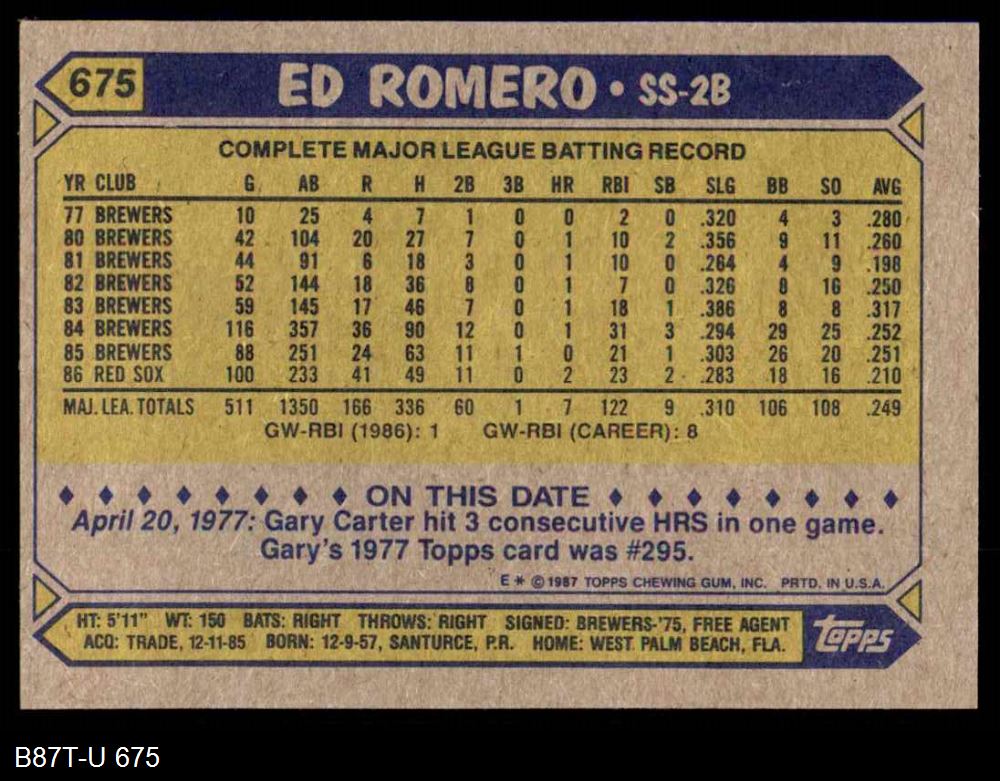 675 ED ROMERO • SS-2B
COMPLETE MAJOR LEAGUE BATTING RECORD
YR CLUB G AB R H 2B 3B HR RBI SB SLG BB SO AVG
77 BREWERS 10 25 4 7 1 0 0 2 0 .320 4 3 .280
80 BREWERS 42 104 20 27 7 0 1 10 2 .356 9 11 .260
81 BREWERS 44 91 6 18 3 0 1 10 0 .264 4 9 .198
82 BREWERS 52 144 18 36 8 0 1 7 0 .326 8 16 .250
83 BREWERS 59 145 17 46 7 0 1 18 1 .386 8 8 .317
84 BREWERS 116 357 36 90 12 0 1 31 3 .294 29 25 .252
85 BREWERS 88 251 24 63 11 1 0 21 1 .303 26 20 .251
86 RED SOX 100 233 41 49 11 0 2 23 2 .283 18 16 .210
MAJ. LEA. TOTALS 511 1350 166 336 60 1 7 122 9 .310 106 108 .249
GW-RBI (1986): 1 GW-RBI (CAREER): 8
♦ ♦ ♦ ♦ ♦ ♦ ♦ ♦ ON THIS DATE ♦ ♦ ♦ ♦ ♦ ♦ ♦ ♦
April 20, 1977: Gary Carter hit 3 consecutive HRS in one game.
Gary's 1977 Topps card was #295.
E* © 1987 TOPPS CHEWING GUM, INC. PRTD. IN U.S.A.
HT: 5'11" WT: 150 BATS: RIGHT THROWS: RIGHT SIGNED: BREWERS-'75, FREE AGENT
ACQ: TRADE, 12-11-85 BORN: 12-9-57, SANTURCE, P.R. HOME: WEST PALM BEACH, FLA.
topps
B87T-U 675